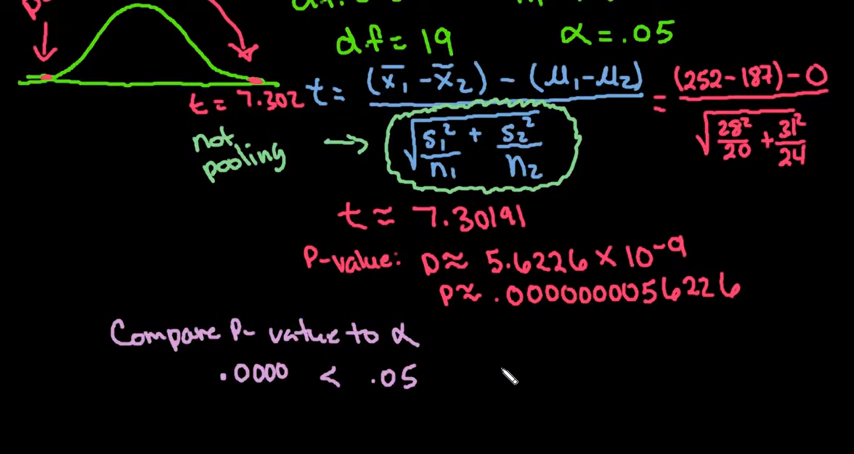 df = 19
α = .05
t = 7.302
t = (x̄₁ - x̄₂) - (μ₁ - μ₂) / √(s₁²/n₁ + s₂²/n₂) = (252 - 187) - 0 / √(28²/20 + 31²/24)
not
pooling
t ≈ 7.30191
P-value: p ≈ 5.6226 × 10⁻⁹
p ≈ .0000000056226
Compare P-value to α
.0000 < .05